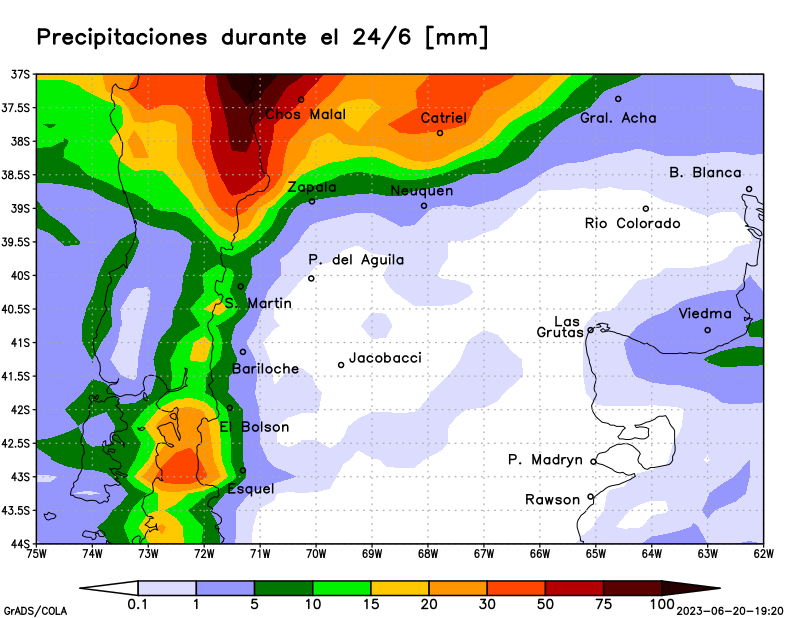 Precipitaciones durante el 24/6 [mm]
37S
37.5S
Chos Malal
Catriel
Gral. Acha
38S
38.5S
B. Blanca
Zapala
Neuquen
39S
Rio Colorado
39.5S
P. del Aguila
40S
S. Martin
40.5S
Viedma
Las
Grutas
41S
Jacobacci
Bariloche
41.5S
42S
El Bolson
42.5S
P. Madryn
43S
Esquel
Rawson
43.5S
44S
75W 74W 73W 72W 71W 70W 69W 68W 67W 66W 65W 64W 63W 62W
0.1 1 5 10 15 20 30 50 75 100
GrADS/COLA
2023-06-20-19:20